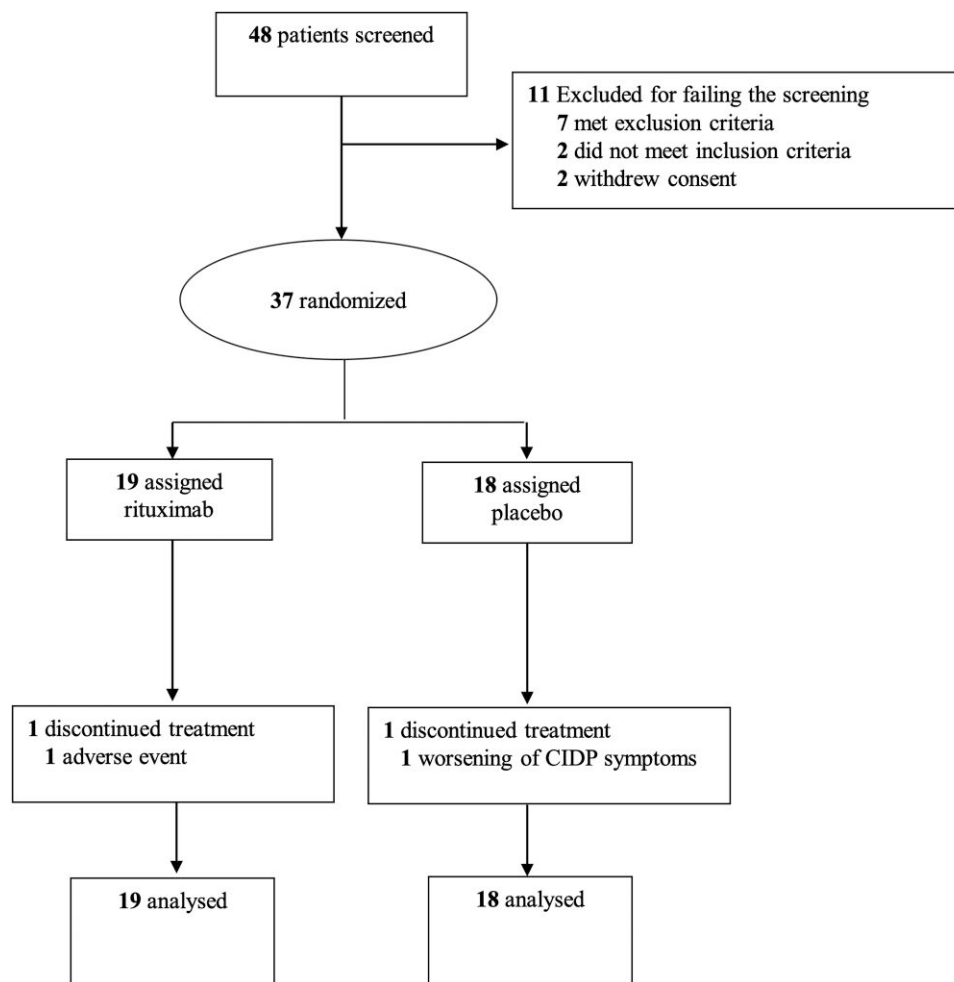 48 patients screened
11 Excluded for failing the screening
7 met exclusion criteria
2 did not meet inclusion criteria
2 withdrew consent
37 randomized
19 assigned
rituximab
18 assigned
placebo
1 discontinued treatment
1 adverse event
1 discontinued treatment
1 worsening of CIDP symptoms
19 analysed
18 analysed